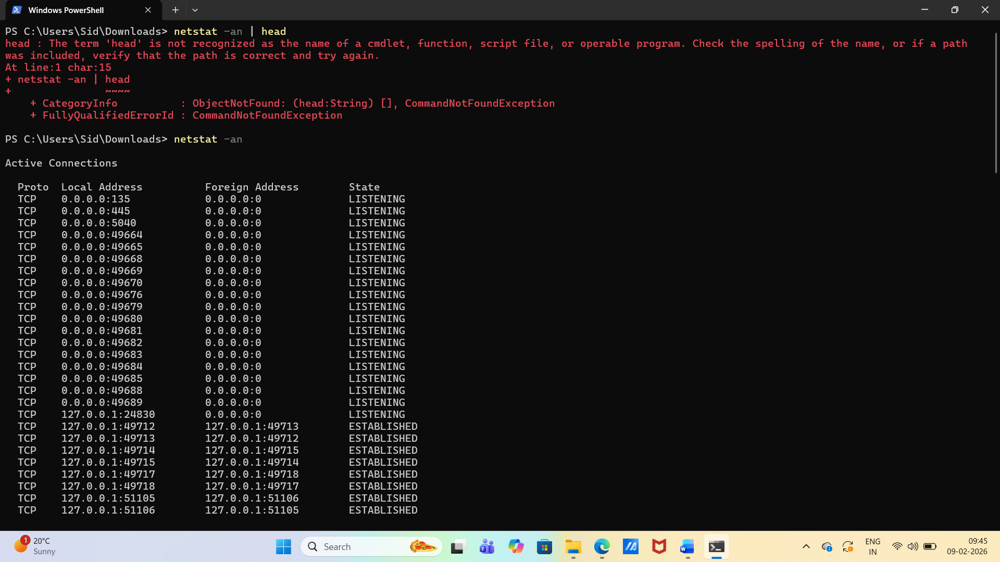 Windows PowerShell
PS C:\Users\Sid\Downloads> netstat -an | head
head : The term 'head' is not recognized as the name of a cmdlet, function, script file, or operable program. Check the spelling of the name, or if a path
was included, verify that the path is correct and try again.
At line:1 char:15
+ netstat -an | head
+               ~~~~
    + CategoryInfo          : ObjectNotFound: (head:String) [], CommandNotFoundException
    + FullyQualifiedErrorId : CommandNotFoundException
PS C:\Users\Sid\Downloads> netstat -an
Active Connections
  Proto  Local Address          Foreign Address        State
  TCP    0.0.0.0:135            0.0.0.0:0              LISTENING
  TCP    0.0.0.0:445            0.0.0.0:0              LISTENING
  TCP    0.0.0.0:5040           0.0.0.0:0              LISTENING
  TCP    0.0.0.0:49664          0.0.0.0:0              LISTENING
  TCP    0.0.0.0:49665          0.0.0.0:0              LISTENING
  TCP    0.0.0.0:49668          0.0.0.0:0              LISTENING
  TCP    0.0.0.0:49669          0.0.0.0:0              LISTENING
  TCP    0.0.0.0:49670          0.0.0.0:0              LISTENING
  TCP    0.0.0.0:49676          0.0.0.0:0              LISTENING
  TCP    0.0.0.0:49679          0.0.0.0:0              LISTENING
  TCP    0.0.0.0:49680          0.0.0.0:0              LISTENING
  TCP    0.0.0.0:49681          0.0.0.0:0              LISTENING
  TCP    0.0.0.0:49682          0.0.0.0:0              LISTENING
  TCP    0.0.0.0:49683          0.0.0.0:0              LISTENING
  TCP    0.0.0.0:49684          0.0.0.0:0              LISTENING
  TCP    0.0.0.0:49685          0.0.0.0:0              LISTENING
  TCP    0.0.0.0:49688          0.0.0.0:0              LISTENING
  TCP    0.0.0.0:49689          0.0.0.0:0              LISTENING
  TCP    127.0.0.1:24830        0.0.0.0:0              LISTENING
  TCP    127.0.0.1:49712        127.0.0.1:49713        ESTABLISHED
  TCP    127.0.0.1:49713        127.0.0.1:49712        ESTABLISHED
  TCP    127.0.0.1:49714        127.0.0.1:49715        ESTABLISHED
  TCP    127.0.0.1:49715        127.0.0.1:49714        ESTABLISHED
  TCP    127.0.0.1:49717        127.0.0.1:49718        ESTABLISHED
  TCP    127.0.0.1:49718        127.0.0.1:49717        ESTABLISHED
  TCP    127.0.0.1:51105        127.0.0.1:51106        ESTABLISHED
  TCP    127.0.0.1:51106        127.0.0.1:51105        ESTABLISHED
1
20°C
Sunny
Search
T
W
ENG
IN
09:45
09-02-2026